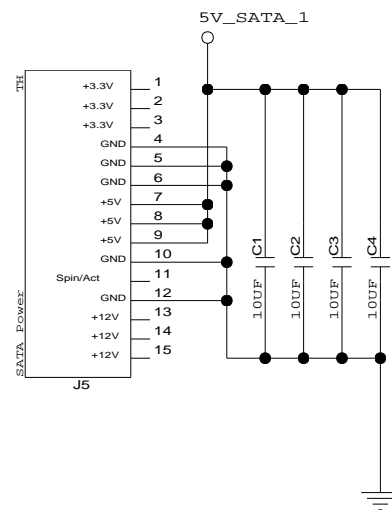 5V_SATA_1
TH
+3.3V 1
+3.3V 2
+3.3V 3
GND 4
GND 5
GND 6
+5V 7
+5V 8
+5V 9
GND 10
Spin/Act 11
GND 12
+12V 13
+12V 14
+12V 15
SATA Power
J5
C1
10UF
C2
10UF
C3
10UF
C4
10UF